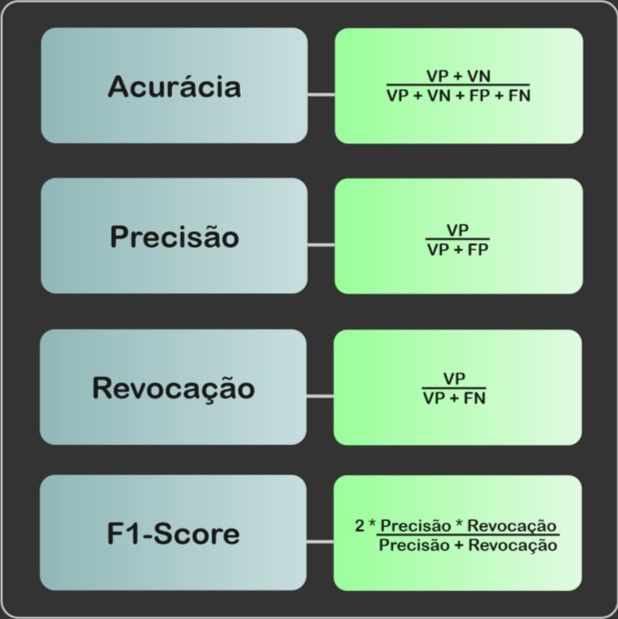 Acurácia
VP + VN
VP + VN + FP + FN
Precisão
VP
VP + FP
Revocação
VP
VP + FN
F1-Score
2 * Precisão * Revocação
Precisão + Revocação